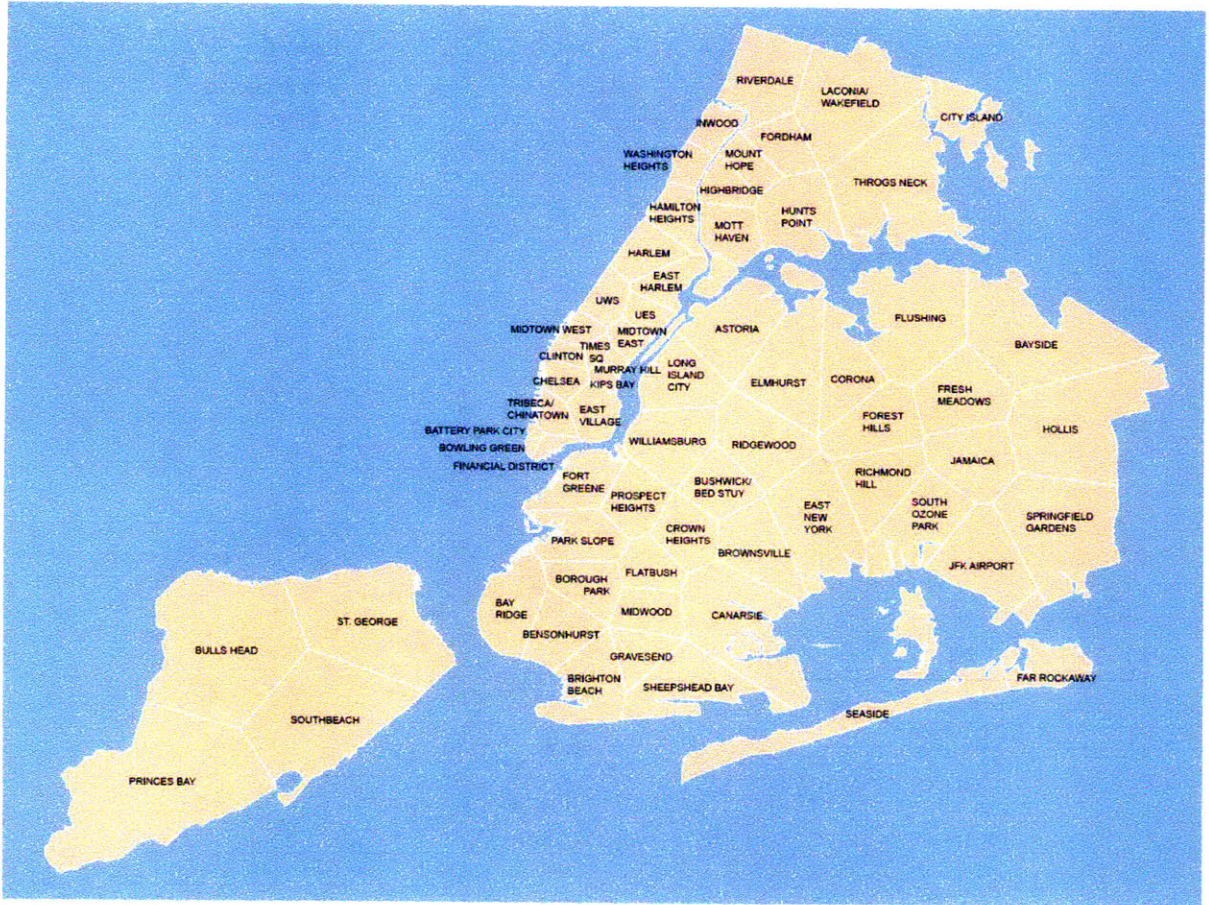 RIVERDALE
LACONIA/
WAKEFIELD
CITY ISLAND
INWOOD
FORDHAM
WASHINGTON
HEIGHTS
MOUNT
HOPE
THROGS NECK
HIGHBRIDGE
HAMILTON
HEIGHTS
HUNTS
POINT
MOTT
HAVEN
HARLEM
EAST
HARLEM
UWS
UES
FLUSHING
MIDTOWN WEST
MIDTOWN
EAST
ASTORIA
BAYSIDE
TIMES
SQ
CLINTON
MURRAY HILL
LONG
ISLAND
CITY
CHELSEA
KIPS BAY
ELMHURST
CORONA
FRESH
MEADOWS
TRIBECA/
CHINATOWN
EAST
VILLAGE
FOREST
HILLS
BATTERY PARK CITY
HOLLIS
BOWLING GREEN
WILLIAMSBURG
RIDGEWOOD
FINANCIAL DISTRICT
JAMAICA
FORT
GREENE
BUSHWICK/
BED STUY
RICHMOND
HILL
PROSPECT
HEIGHTS
EAST
NEW
YORK
SOUTH
OZONE
PARK
SPRINGFIELD
GARDENS
CROWN
HEIGHTS
PARK SLOPE
BROWNSVILLE
JFK AIRPORT
FLATBUSH
BOROUGH
PARK
BAY
RIDGE
MIDWOOD
CANARSIE
ST. GEORGE
BENSONHURST
BULLS HEAD
GRAVESEND
BRIGHTON
BEACH
SHEEPSHEAD BAY
FAR ROCKAWAY
SEASIDE
SOUTHBEACH
PRINCES BAY